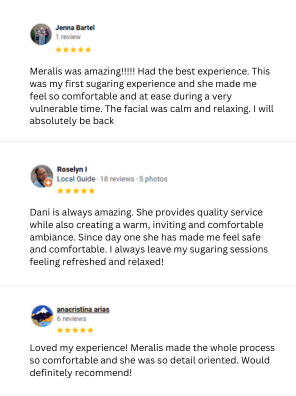 Jenna Bartel
1 review
Meralis was amazing!!!!! Had the best experience. This
was my first sugaring experience and she made me
feel so comfortable and at ease during a very
vulnerable time. The facial was calm and relaxing. I will
absolutely be back
Roselyn I
Local Guide · 18 reviews · 5 photos
Dani is always amazing. She provides quality service
while also creating a warm, inviting and comfortable
ambiance. Since day one she has made me feel safe
and comfortable. I always leave my sugaring sessions
feeling refreshed and relaxed!
anacristina arias
6 reviews
Loved my experience! Meralis made the whole process
so comfortable and she was so detail oriented. Would
definitely recommend!